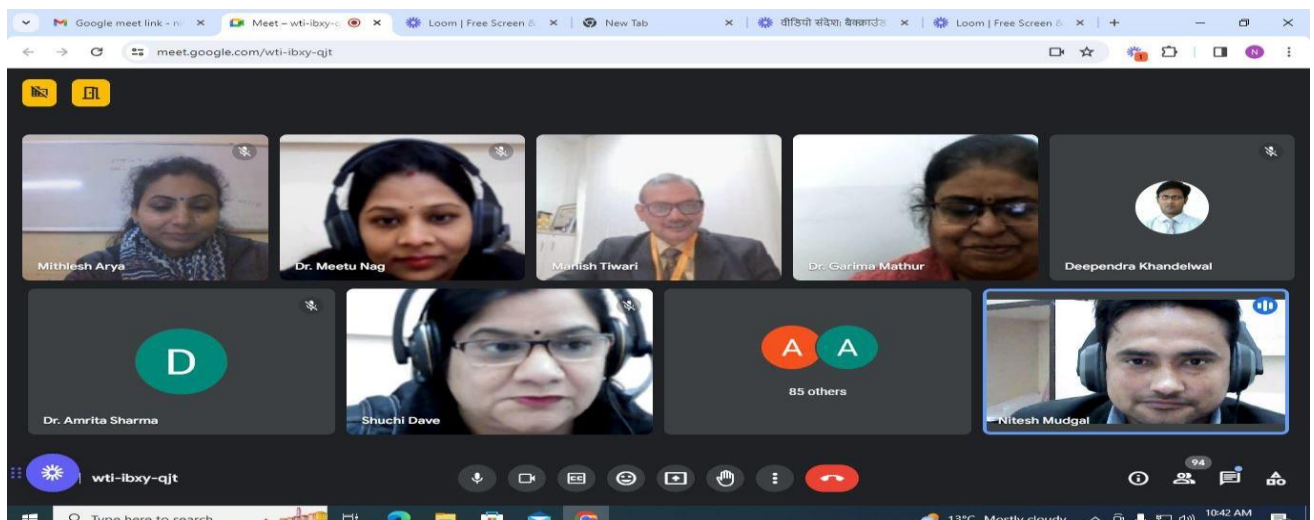 Google meet link - n
Meet – wti-ibxy-
Loom | Free Screen &
New Tab
वीडियो संदेश: बैकग्राउंड
Loom | Free Screen &
meet.google.com/wti-ibxy-qjt
1
N
Mithlesh Arya
Dr. Meetu Nag
Manish Tiwari
Dr. Garima Mathur
Deependra Khandelwal
D
A A
85 others
Dr. Amrita Sharma
Shuchi Dave
Nitesh Mudgal
wti-ibxy-qjt
94
Type here to search
13°C Mostly cloudy
10:42 AM